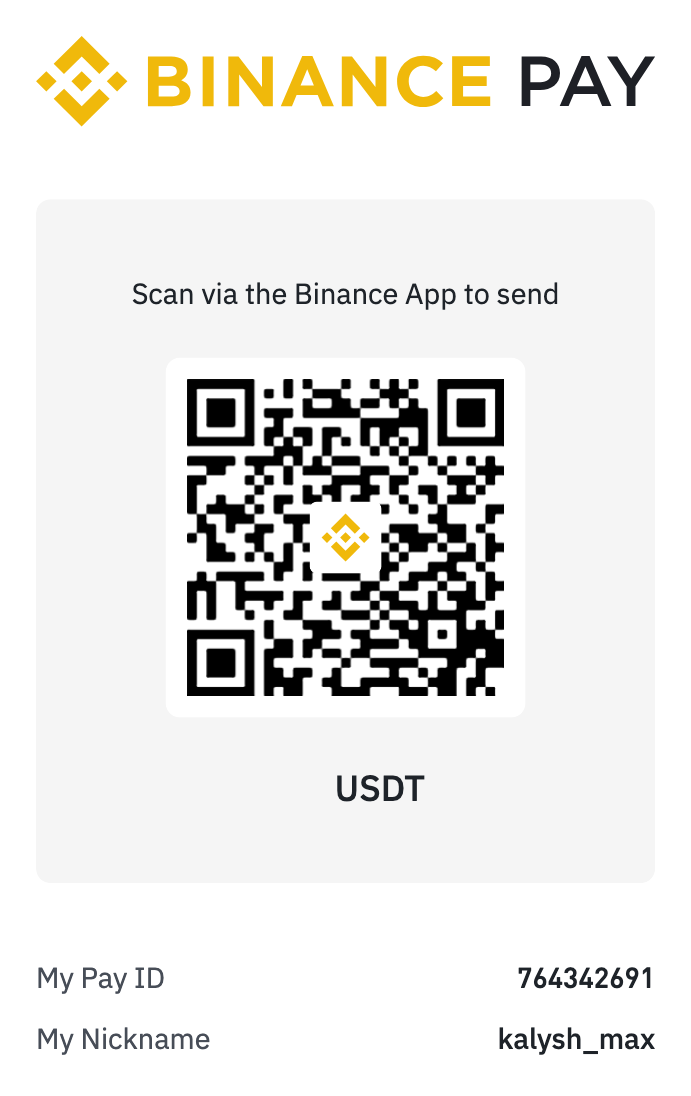 BINANCE PAY
Scan via the Binance App to send
USDT
My Pay ID 764342691
My Nickname kalysh_max